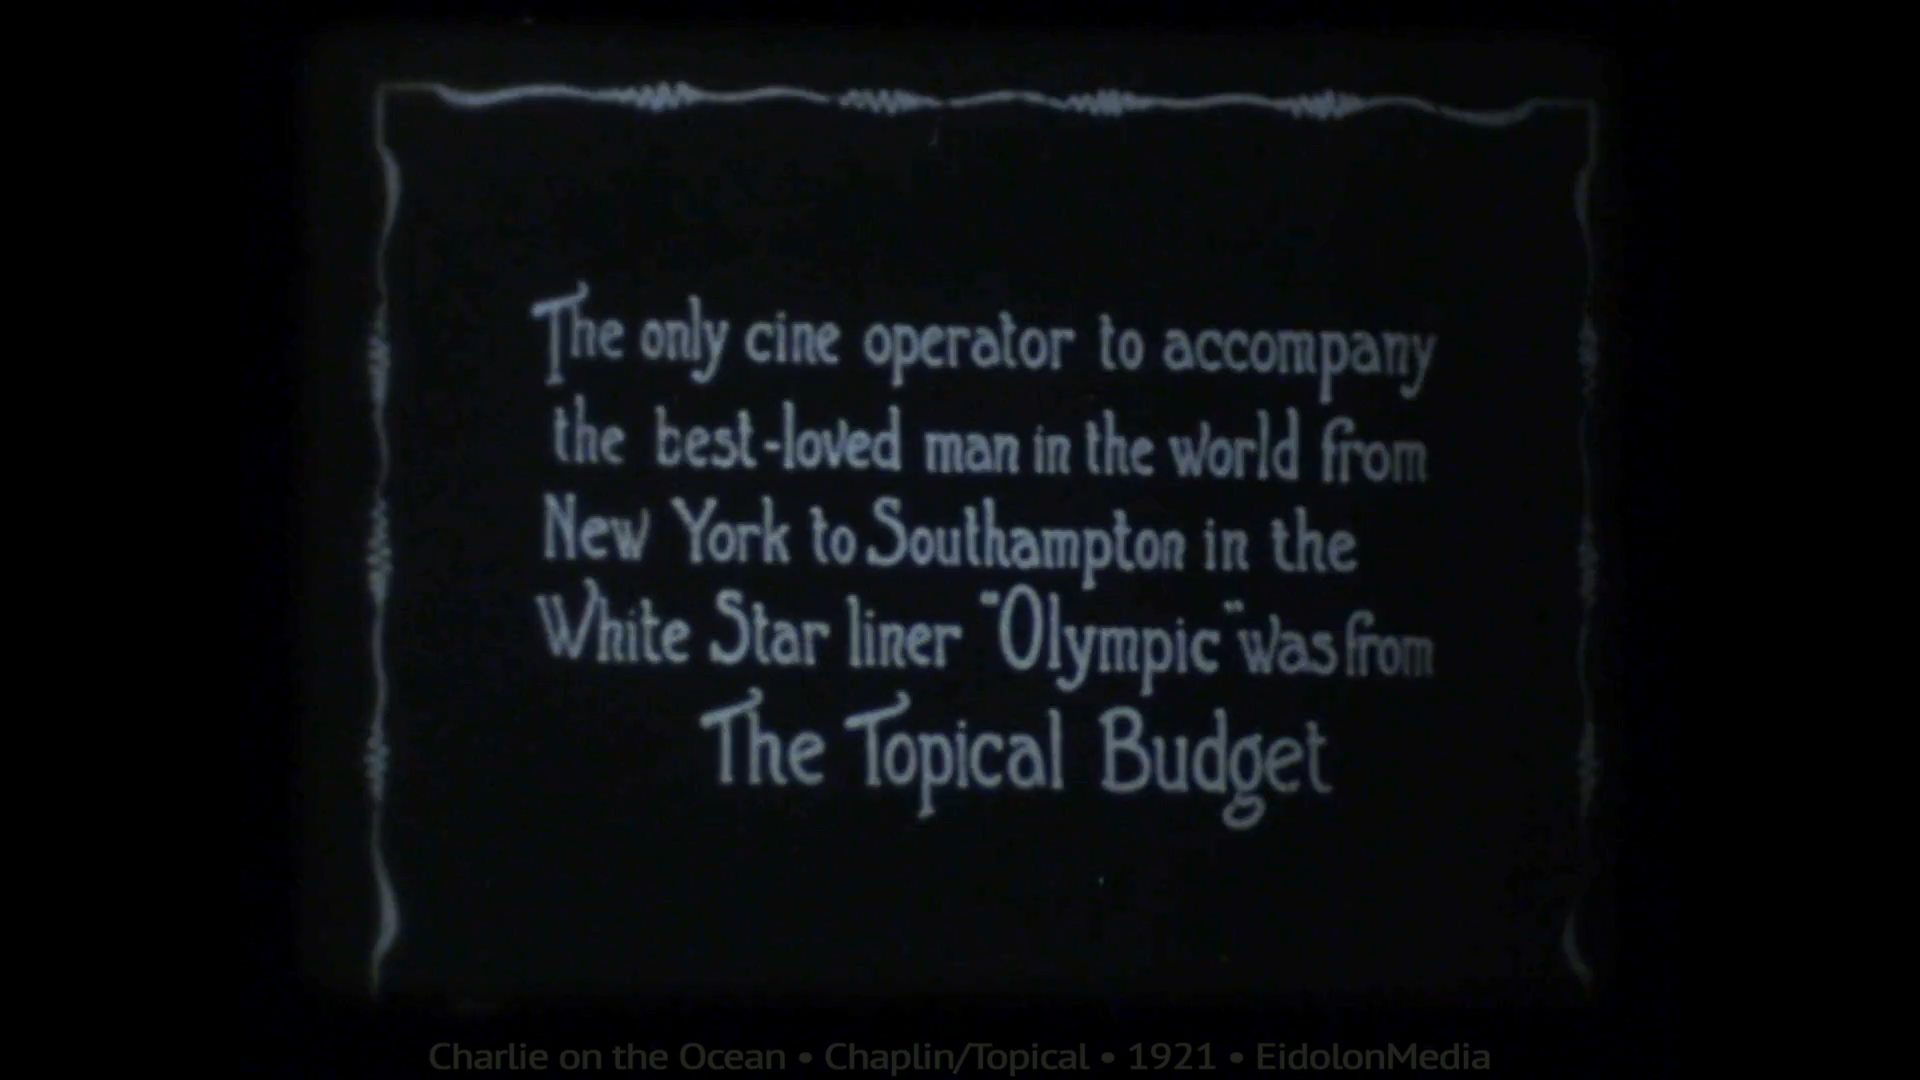 The only cine operator to accompany
the best-loved man in the world from
New York to Southampton in the
White Star liner "Olympic" was from
The Topical Budget
Charlie on the Ocean • Chaplin/Topical • 1921 • EidolonMedia